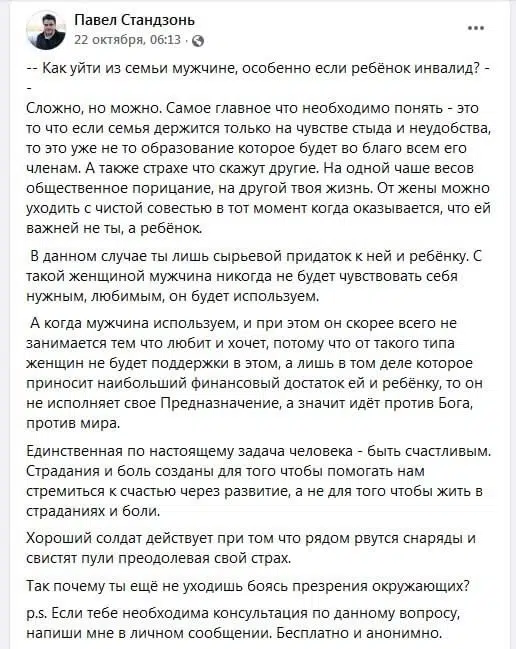 Павел Стандзонь
22 октября, 06:13 ·
-- Как уйти из семьи мужчине, особенно если ребёнок инвалид? -
-
Сложно, но можно. Самое главное что необходимо понять - это
то что если семья держится только на чувстве стыда и неудобства,
то это уже не то образование которое будет во благо всем его
членам. А также страхе что скажут другие. На одной чаше весов
общественное порицание, на другой твоя жизнь. От жены можно
уходить с чистой совестью в тот момент когда оказывается, что ей
важней не ты, а ребёнок.
В данном случае ты лишь сырьевой придаток к ней и ребёнку. С
такой женщиной мужчина никогда не будет чувствовать себя
нужным, любимым, он будет используем.
А когда мужчина используем, и при этом он скорее всего не
занимается тем что любит и хочет, потому что от такого типа
женщин не будет поддержки в этом, а лишь в том деле которое
приносит наибольший финансовый достаток ей и ребёнку, то он
не исполняет свое Предназначение, а значит идёт против Бога,
против мира.
Единственная по настоящему задача человека - быть счастливым.
Страдания и боль созданы для того чтобы помогать нам
стремиться к счастью через развитие, а не для того чтобы жить в
страданиях и боли.
Хороший солдат действует при том что рядом рвутся снаряды и
свистят пули преодолевая свой страх.
Так почему ты ещё не уходишь боясь презрения окружающих?
p.s. Если тебе необходима консультация по данному вопросу,
напиши мне в личном сообщении. Бесплатно и анонимно.